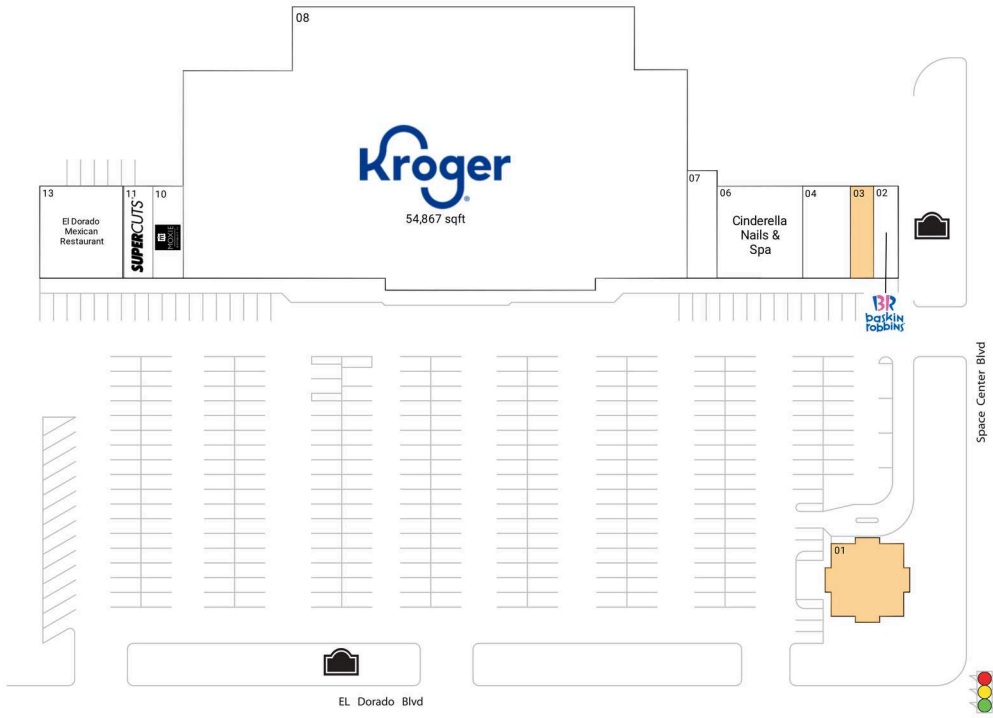 08
Kroger
54,867 sqft
13
El Dorado
Mexican
Restaurant
11
SUPERCUTS
10
m
MOXIE
07
06
Cinderella
Nails &
Spa
04
03
02
BR
baskin
robbins
Space Center Blvd
01
EL Dorado Blvd